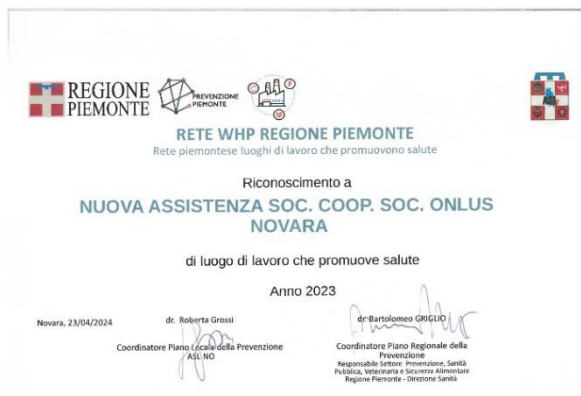 REGIONE
PIEMONTE
PREVENZIONE
PIEMONTE
ASL
RETE WHP REGIONE PIEMONTE
Rete piemontese luoghi di lavoro che promuovono salute
Riconoscimento a
NUOVA ASSISTENZA SOC. COOP. SOC. ONLUS
NOVARA
di luogo di lavoro che promuove salute
Anno 2023
Novara, 23/04/2024
dr. Roberta Grossi
Coordinatore Piano Locale della Prevenzione
ASL NO
dr. Bartolomeo GRIGLIO
Coordinatore Piano Regionale della
Prevenzione
Responsabile Settore Prevenzione, Sanità
Pubblica, Veterinaria e Sicurezza Alimentare
Regione Piemonte - Direzione Sanità